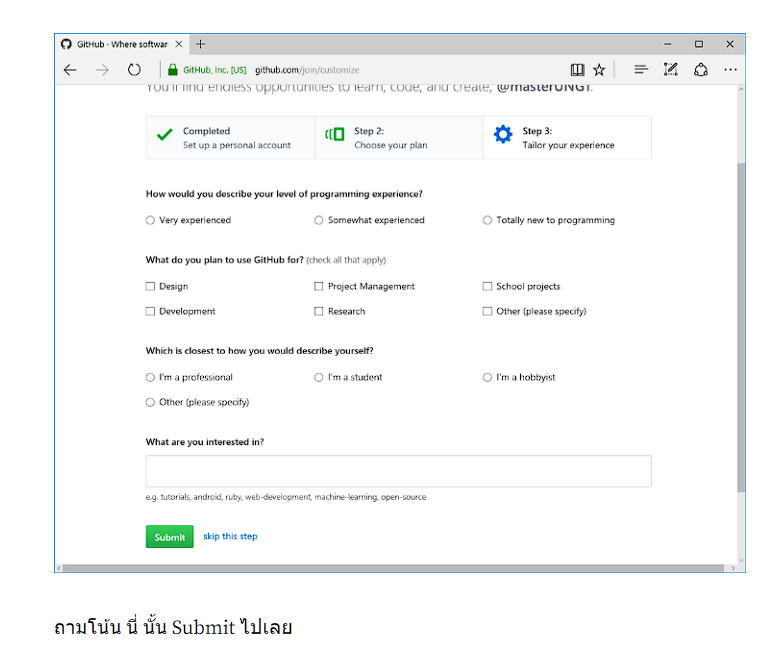 GitHub - Where softwar
GitHub, Inc. [US] github.com/join/customize
You'll find endless opportunities to learn, code, and create, @masterUNG1.
Completed
Set up a personal account
Step 2:
Choose your plan
Step 3:
Tailor your experience
How would you describe your level of programming experience?
Very experienced Somewhat experienced Totally new to programming
What do you plan to use GitHub for? (check all that apply)
Design Project Management School projects
Development Research Other (please specify)
Which is closest to how you would describe yourself?
I'm a professional I'm a student I'm a hobbyist
Other (please specify)
What are you interested in?
e.g. tutorials, android, ruby, web-development, machine-learning, open-source
Submit skip this step
ถามโน้น นี่ นั้น Submit ไปเลย